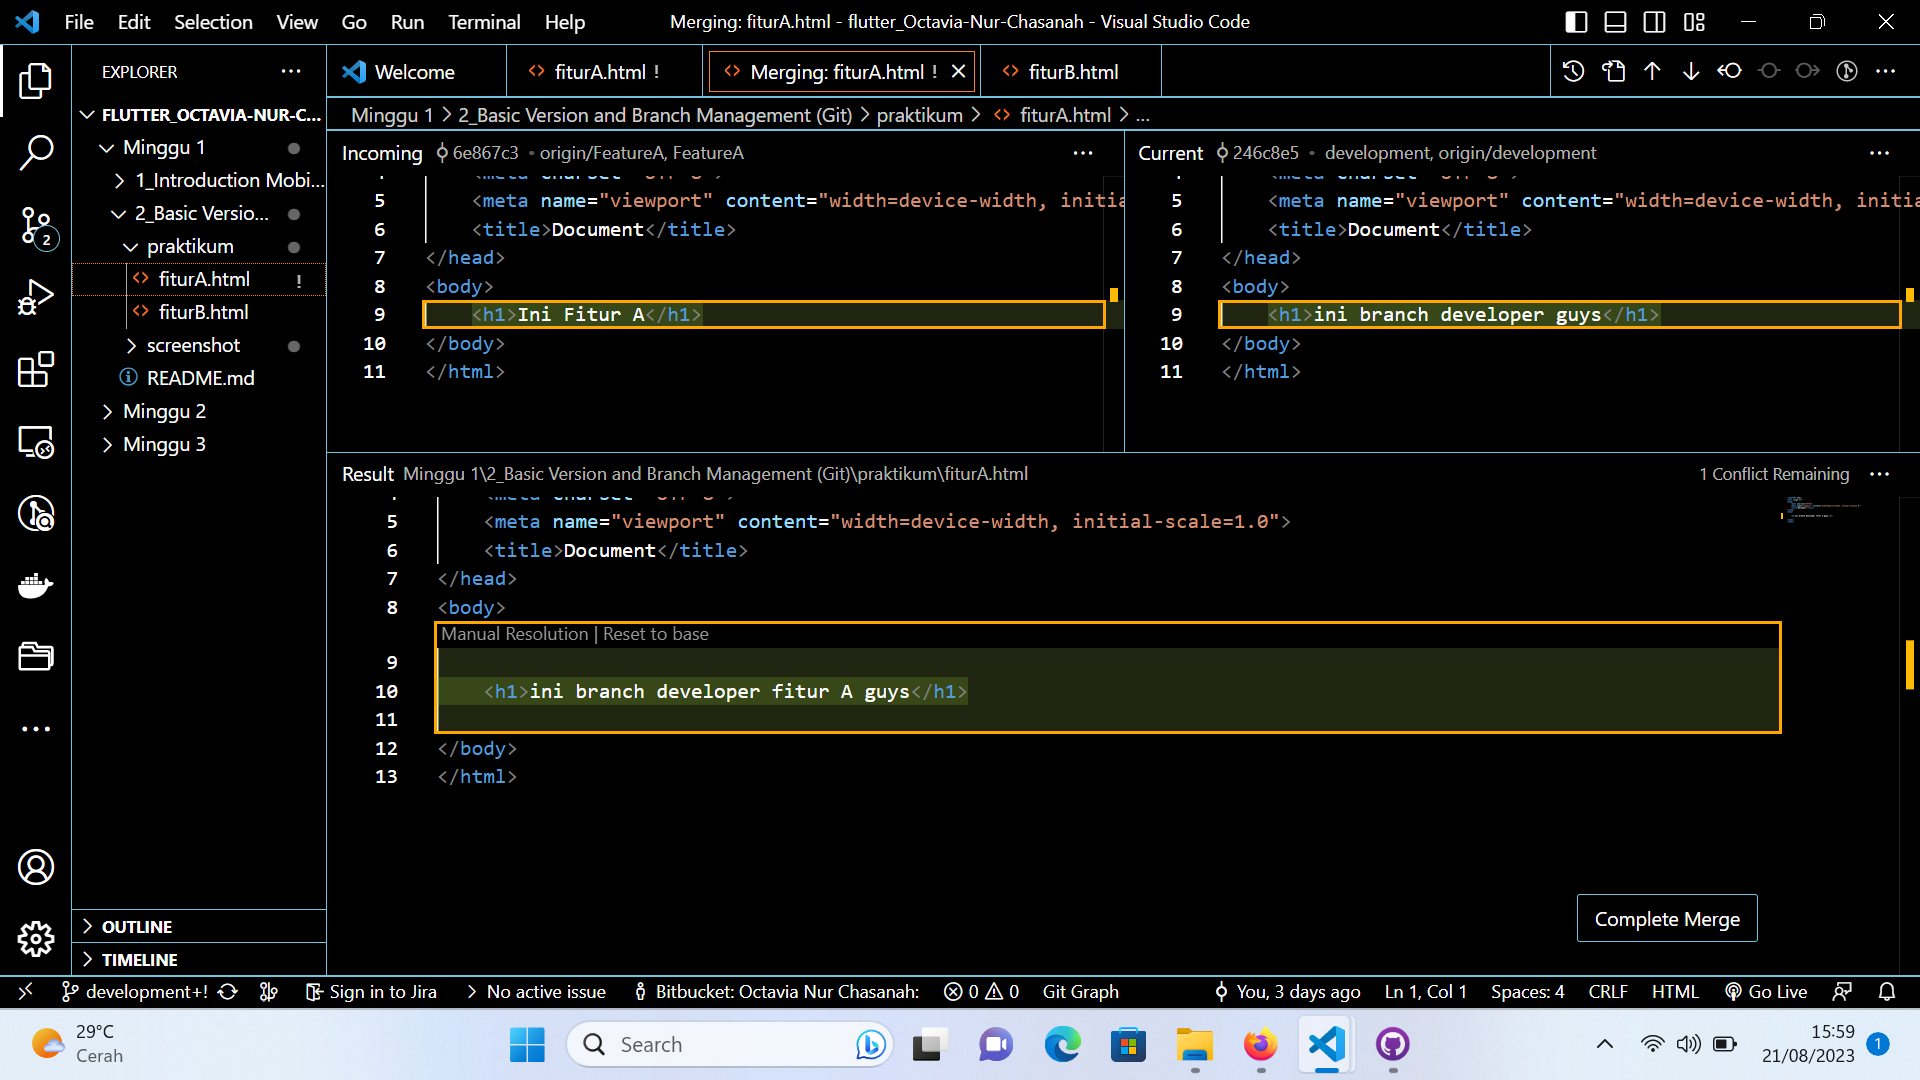 File Edit Selection View Go Run Terminal Help Merging: fiturA.html - flutter_Octavia-Nur-Chasanah - Visual Studio Code
EXPLORER ···
Welcome
fiturA.html !
Merging: fiturA.html !
fiturB.html
FLUTTER_OCTAVIA-NUR-C...
Minggu 1
1_Introduction Mobi...
2_Basic Versio...
praktikum
fiturA.html !
fiturB.html
screenshot
README.md
Minggu 2
Minggu 3
OUTLINE
TIMELINE
2
Minggu 1 > 2_Basic Version and Branch Management (Git) > praktikum > fiturA.html > ...
Incoming 6e867c3 • origin/FeatureA, FeatureA
5 <meta name="viewport" content="width=device-width, initia
6 <title>Document</title>
7 </head>
8 <body>
9 <h1>Ini Fitur A</h1>
10 </body>
11 </html>
Current 246c8e5 • development, origin/development
5 <meta name="viewport" content="width=device-width, initia
6 <title>Document</title>
7 </head>
8 <body>
9 <h1>ini branch developer guys</h1>
10 </body>
11 </html>
Result Minggu 1\2_Basic Version and Branch Management (Git)\praktikum\fiturA.html 1 Conflict Remaining
5 <meta name="viewport" content="width=device-width, initial-scale=1.0">
6 <title>Document</title>
7 </head>
8 <body>
Manual Resolution | Reset to base
9
10 <h1>ini branch developer fitur A guys</h1>
11
12 </body>
13 </html>
Complete Merge
development+! Sign in to Jira > No active issue Bitbucket: Octavia Nur Chasanah: 0 0 Git Graph You, 3 days ago Ln 1, Col 1 Spaces: 4 CRLF HTML Go Live
29°C
Cerah
Search
15:59
21/08/2023
1